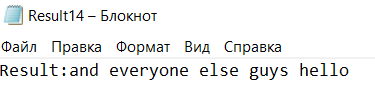 Result14 – Блокнот
Файл Правка Формат Вид Справка
Result:and everyone else guys hello